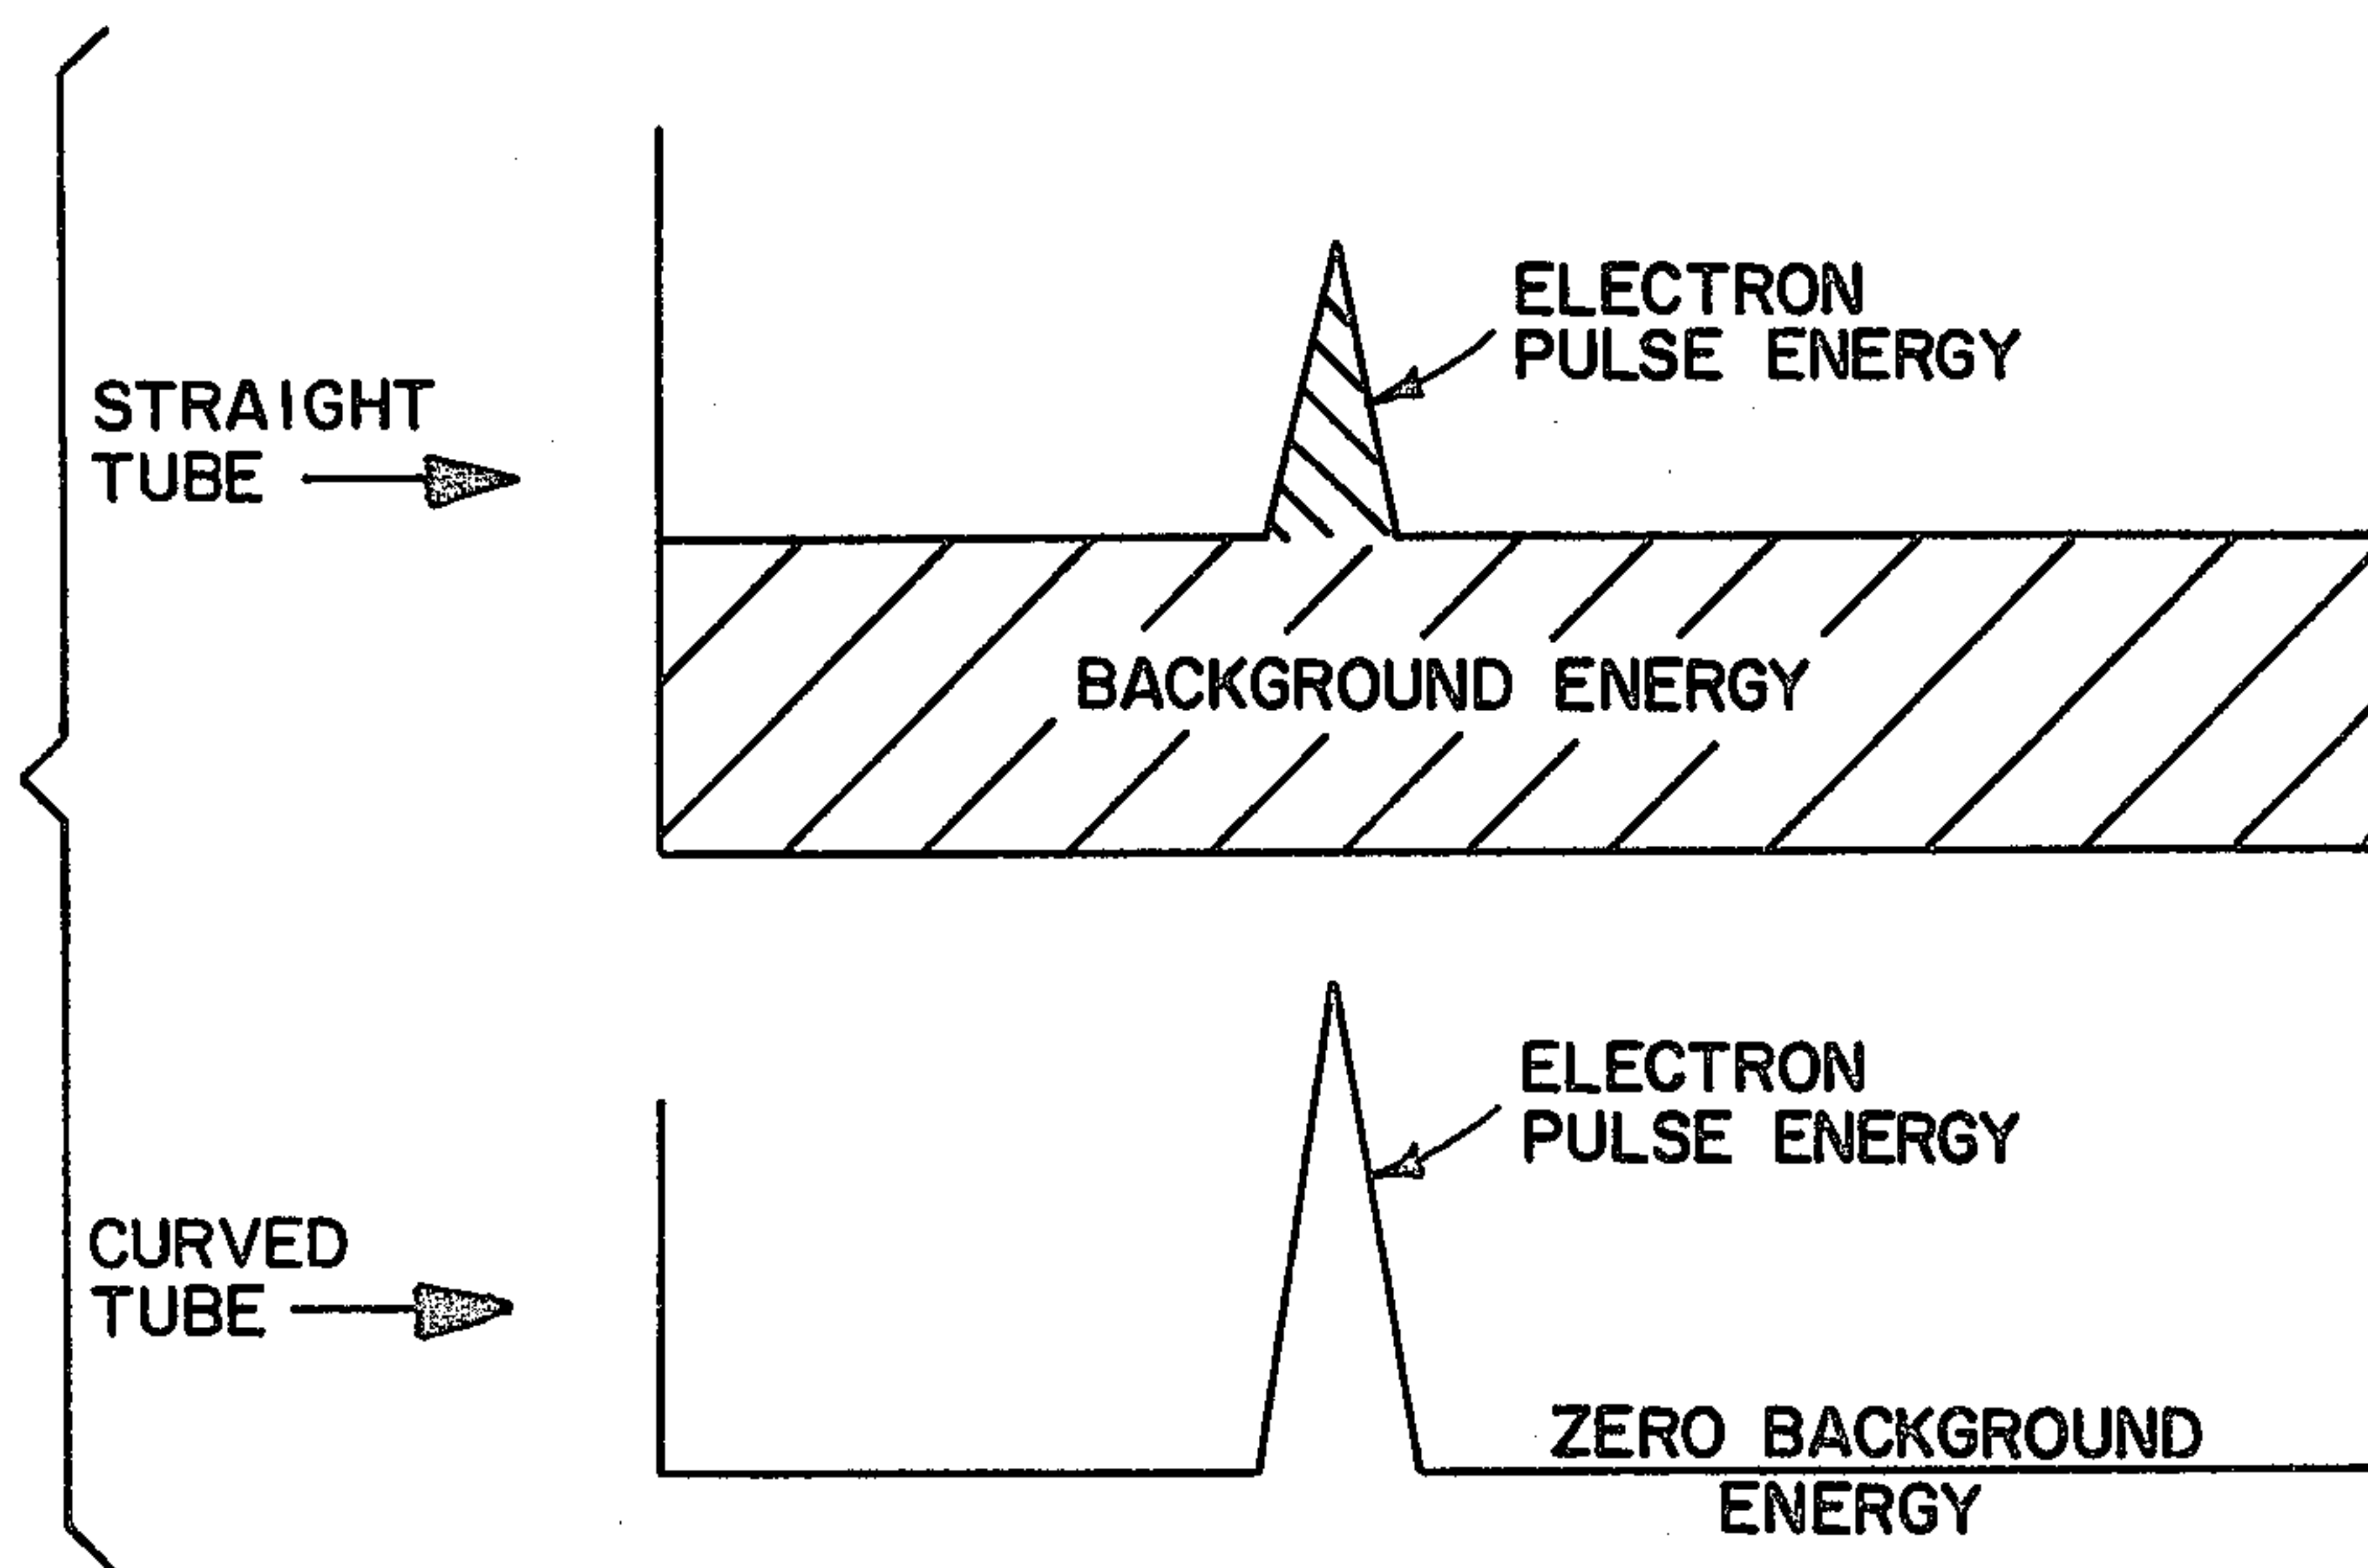 STRAIGHT
TUBE
ELECTRON
PULSE ENERGY
BACKGROUND ENERGY
CURVED
TUBE
ELECTRON
PULSE ENERGY
ZERO BACKGROUND
ENERGY